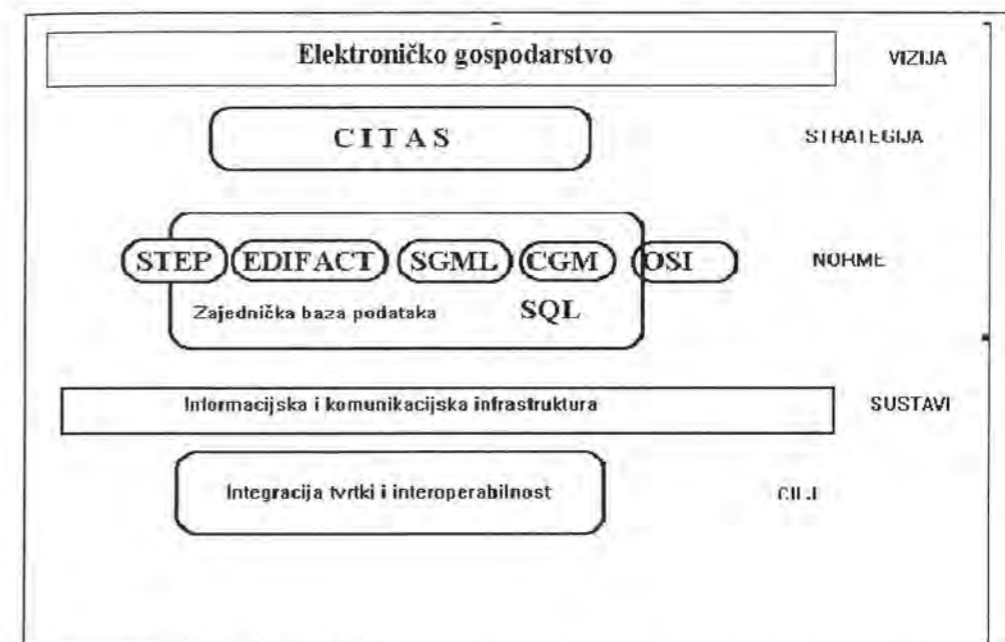 Elektroničko gospodarstvo VIZIJA
CITAS STRATEGIJA
STEP EDIFACT SGML CGM OSI NORME
Zajednička baza podataka SQL
Informacijska i komunikacijska infrastruktura SUSTAVI
Integracija tvrtki i interoperabilnost CILJ